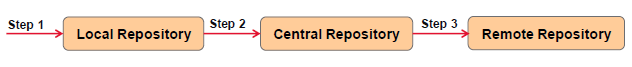 Step 1
Local Repository
Step 2
Central Repository
Step 3
Remote Repository